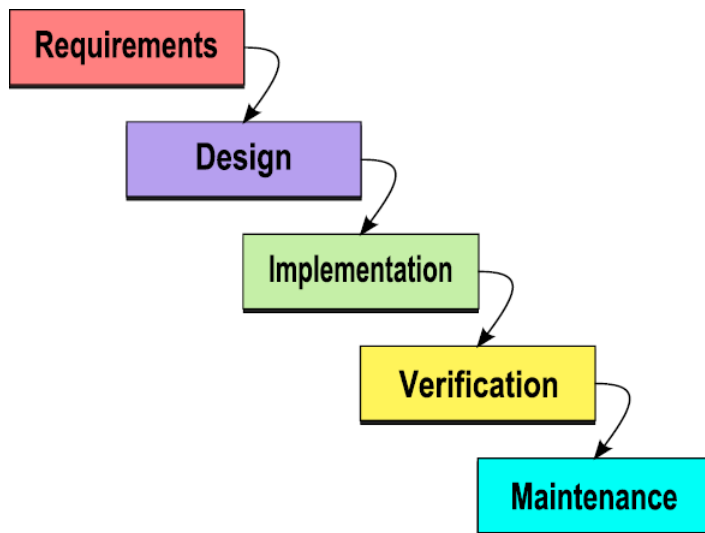 Requirements
Design
Implementation
Verification
Maintenance